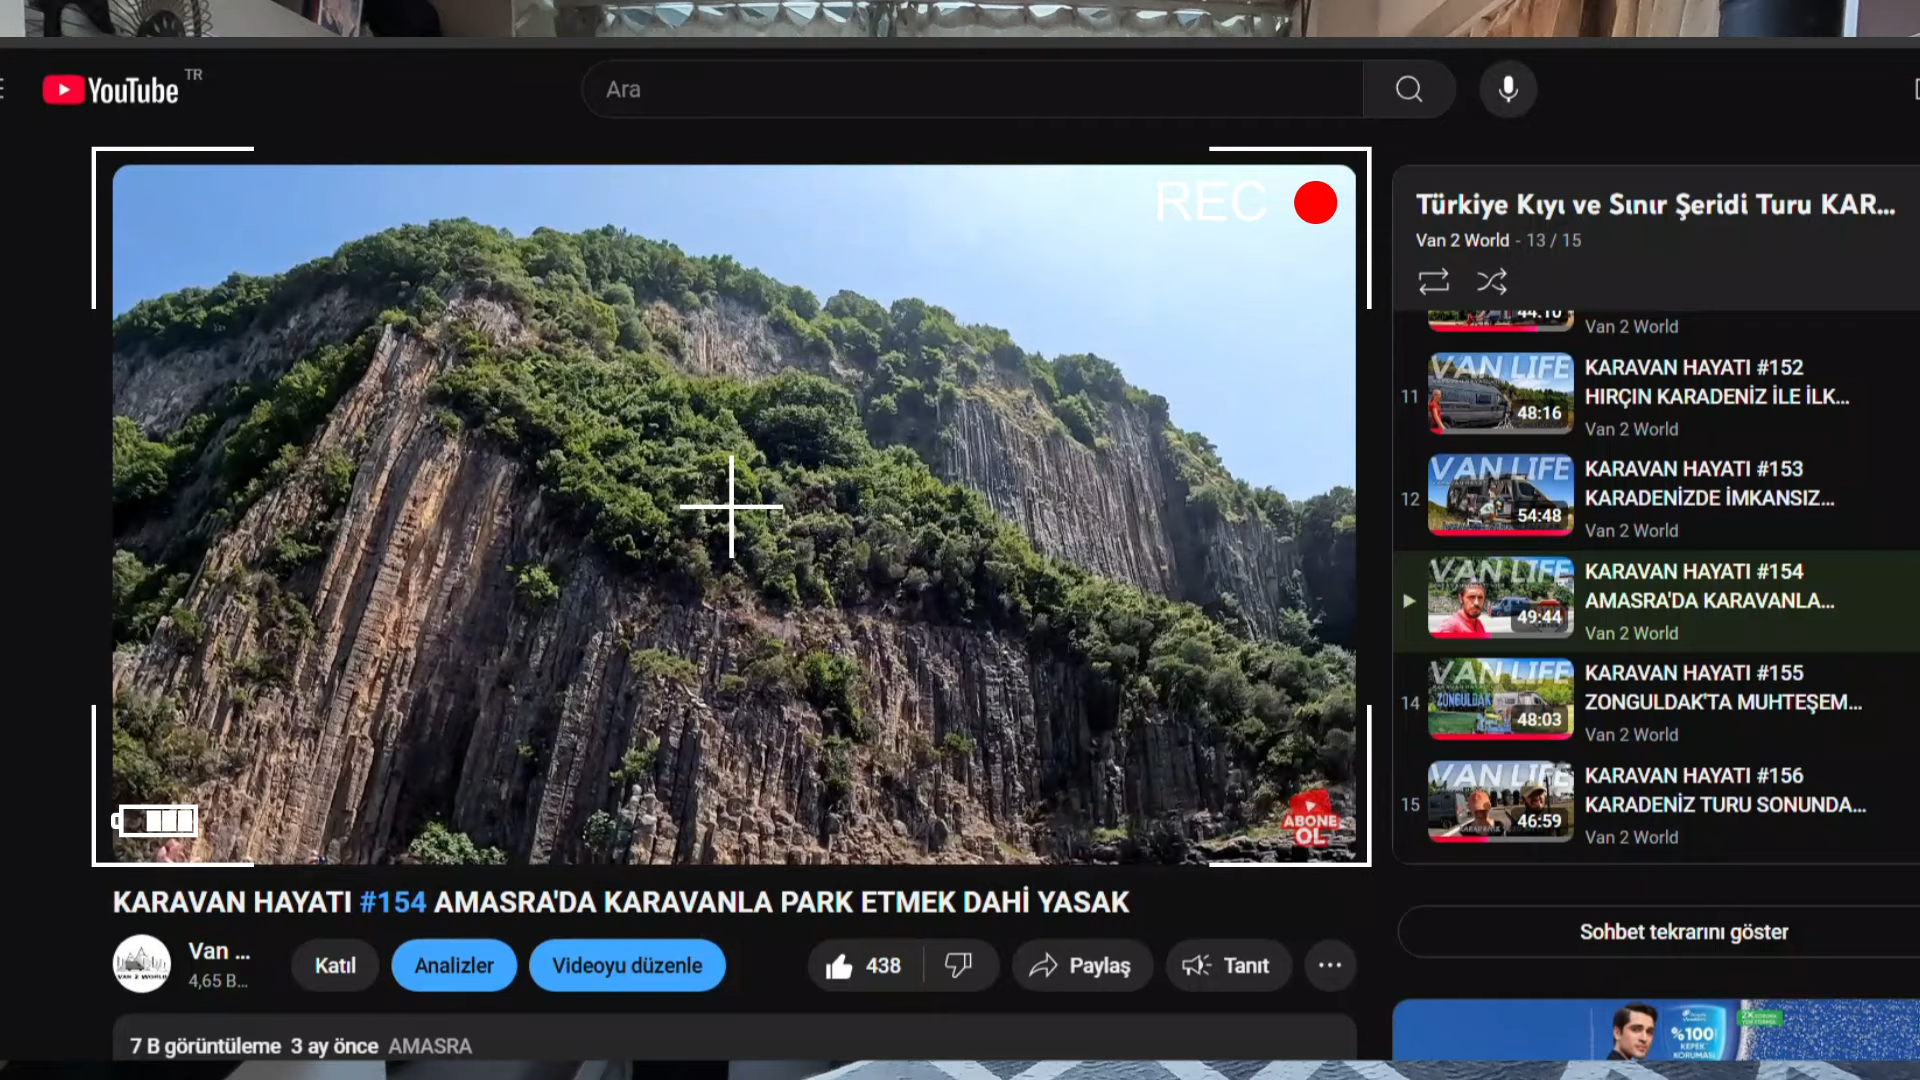 YouTube TR
Ara
REC
ABONE
OL
KARAVAN HAYATI #154 AMASRA'DA KARAVANLA PARK ETMEK DAHİ YASAK
Van ...
4,65 B...
Katıl
Analizler
Videoyu düzenle
438
Paylaş
Tanıt
7 B görüntüleme 3 ay önce AMASRA
Türkiye Kıyı ve Sınır Şeridi Turu KAR...
Van 2 World - 13 / 15
44:10
Van 2 World
11
VAN LIFE
48:16
KARAVAN HAYATI #152
HIRÇIN KARADENİZ İLE İLK...
Van 2 World
12
VAN LIFE
54:48
KARAVAN HAYATI #153
KARADENİZDE İMKANSIZ...
Van 2 World
VAN LIFE
49:44
KARAVAN HAYATI #154
AMASRA'DA KARAVANLA...
Van 2 World
14
VAN LIFE
ZONGULDAK
48:03
KARAVAN HAYATI #155
ZONGULDAK'TA MUHTEŞEM...
Van 2 World
15
VAN LIFE
46:59
KARAVAN HAYATI #156
KARADENİZ TURU SONUNDA...
Van 2 World
Sohbet tekrarını göster
%100
KEPEK
KORUMASI